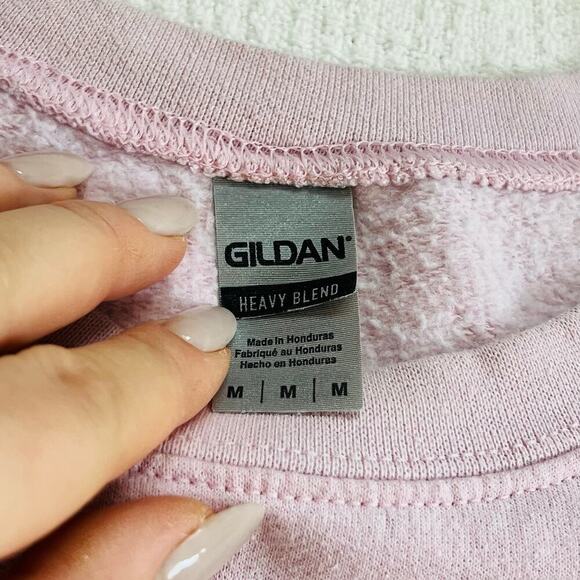 GILDAN
HEAVY BLEND
Made in Honduras
Fabriqué au Honduras
Hecho en Honduras
M | M | M